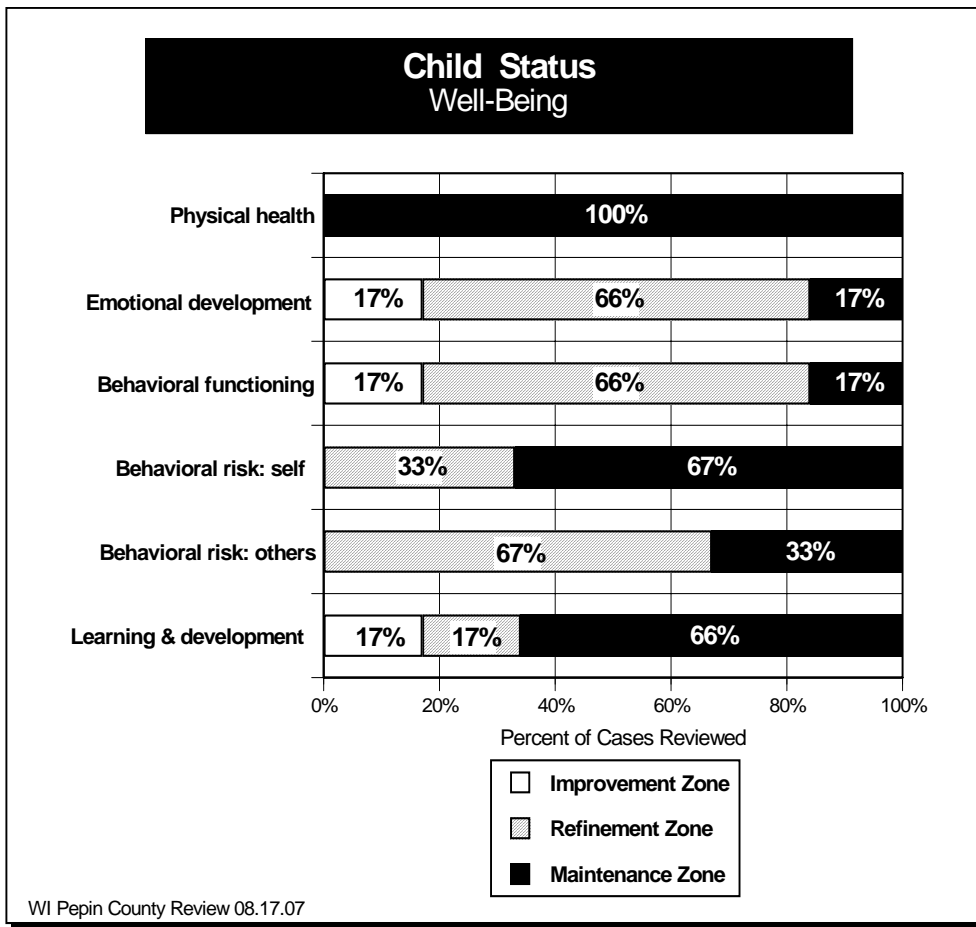 Child Status
Well-Being
Physical health
100%
Emotional development
17% 66% 17%
Behavioral functioning
17% 66% 17%
Behavioral risk: self
33% 67%
Behavioral risk: others
67% 33%
Learning & development
17% 17% 66%
0% 20% 40% 60% 80% 100%
Percent of Cases Reviewed
Improvement Zone
Refinement Zone
Maintenance Zone
WI Pepin County Review 08.17.07